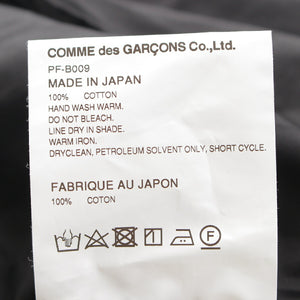 COMME des GARÇONS Co.,Ltd.
PF-B009
MADE IN JAPAN
100% COTTON
HAND WASH WARM.
DO NOT BLEACH.
LINE DRY IN SHADE.
WARM IRON.
DRYCLEAN, PETROLEUM SOLVENT ONLY, SHORT CYCLE.
FABRIQUE AU JAPON
100% COTON
F